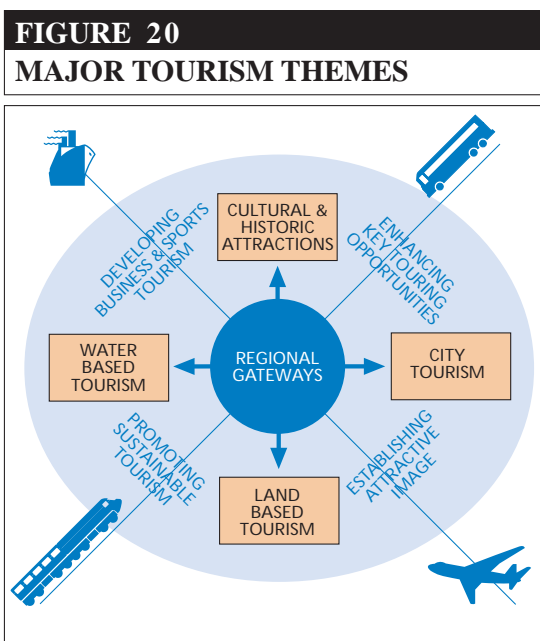 FIGURE 20
MAJOR TOURISM THEMES
DEVELOPING
BUSINESS & SPORTS
TOURISM
CULTURAL &
HISTORIC
ATTRACTIONS
ENHANCING
KEY TOURING
OPPORTUNITIES
WATER
BASED
TOURISM
REGIONAL
GATEWAYS
CITY
TOURISM
PROMOTING
SUSTAINABLE
TOURISM
LAND
BASED
TOURISM
ESTABLISHING
ATTRACTIVE
IMAGE